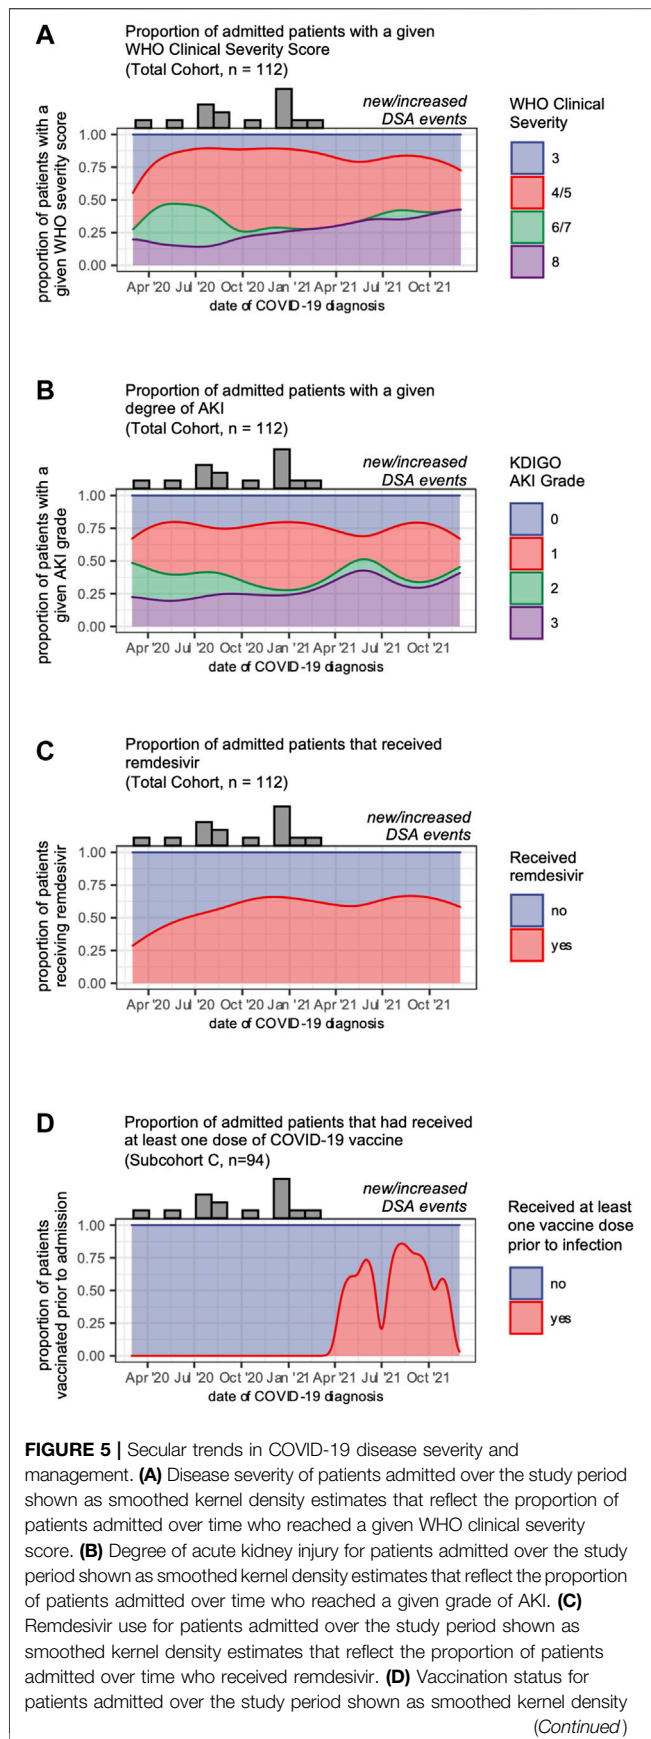 A
Proportion of admitted patients with a given
WHO Clinical Severity Score
(Total Cohort, n = 112)
new/increased
DSA events
proportion of patients with a
given WHO severity score
1.00
0.75
0.50
0.25
0.00
Apr '20 Jul '20 Oct '20 Jan '21 Apr '21 Jul '21 Oct '21
date of COVID-19 diagnosis
WHO Clinical
Severity
3
4/5
6/7
8
B
Proportion of admitted patients with a given
degree of AKI
(Total Cohort, n = 112)
new/increased
DSA events
proportion of patients with a
given AKI grade
1.00
0.75
0.50
0.25
0.00
Apr '20 Jul '20 Oct '20 Jan '21 Apr '21 Jul '21 Oct '21
date of COVID-19 diagnosis
KDIGO
AKI Grade
0
1
2
3
C
Proportion of admitted patients that received
remdesivir
(Total Cohort, n = 112)
new/increased
DSA events
proportion of patients
receiving remdesivir
1.00
0.75
0.50
0.25
0.00
Apr '20 Jul '20 Oct '20 Jan '21 Apr '21 Jul '21 Oct '21
date of COVID-19 diagnosis
Received
remdesivir
no
yes
D
Proportion of admitted patients that had received
at least one dose of COVID-19 vaccine
(Subcohort C, n=94)
new/increased
DSA events
proportion of patients
vaccinated prior to admission
1.00
0.75
0.50
0.25
0.00
Apr '20 Jul '20 Oct '20 Jan '21 Apr '21 Jul '21 Oct '21
date of COVID-19 diagnosis
Received at least
one vaccine dose
prior to infection
no
yes
FIGURE 5 | Secular trends in COVID-19 disease severity and
management. (A) Disease severity of patients admitted over the study period
shown as smoothed kernel density estimates that reflect the proportion of
patients admitted over time who reached a given WHO clinical severity
score. (B) Degree of acute kidney injury for patients admitted over the study
period shown as smoothed kernel density estimates that reflect the proportion
of patients admitted over time who reached a given grade of AKI. (C)
Remdesivir use for patients admitted over the study period shown as
smoothed kernel density estimates that reflect the proportion of patients
admitted over time who received remdesivir. (D) Vaccination status for
patients admitted over the study period shown as smoothed kernel density
(Continued)